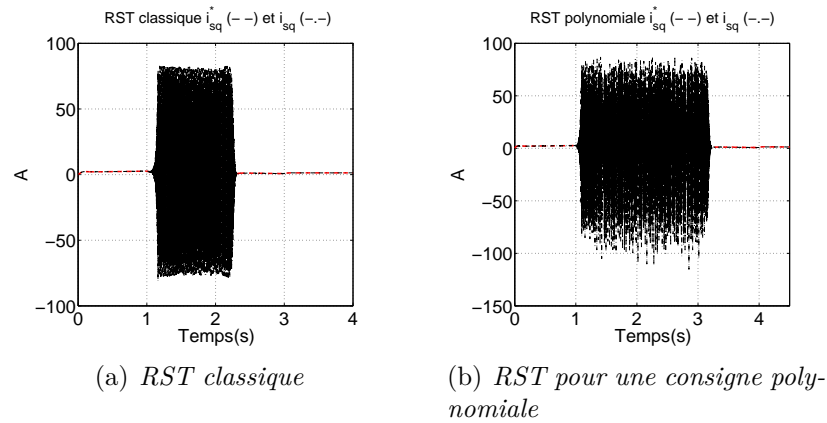 RST classique i*sq (- -) et isq (-.-)
100
50
0
−50
−100
A
0 1 2 3 4
Temps(s)
(a) RST classique
RST polynomiale i*sq (- -) et isq (-.-)
100
50
0
−50
−100
−150
A
0 1 2 3 4
Temps(s)
(b) RST pour une consigne poly-
nomiale